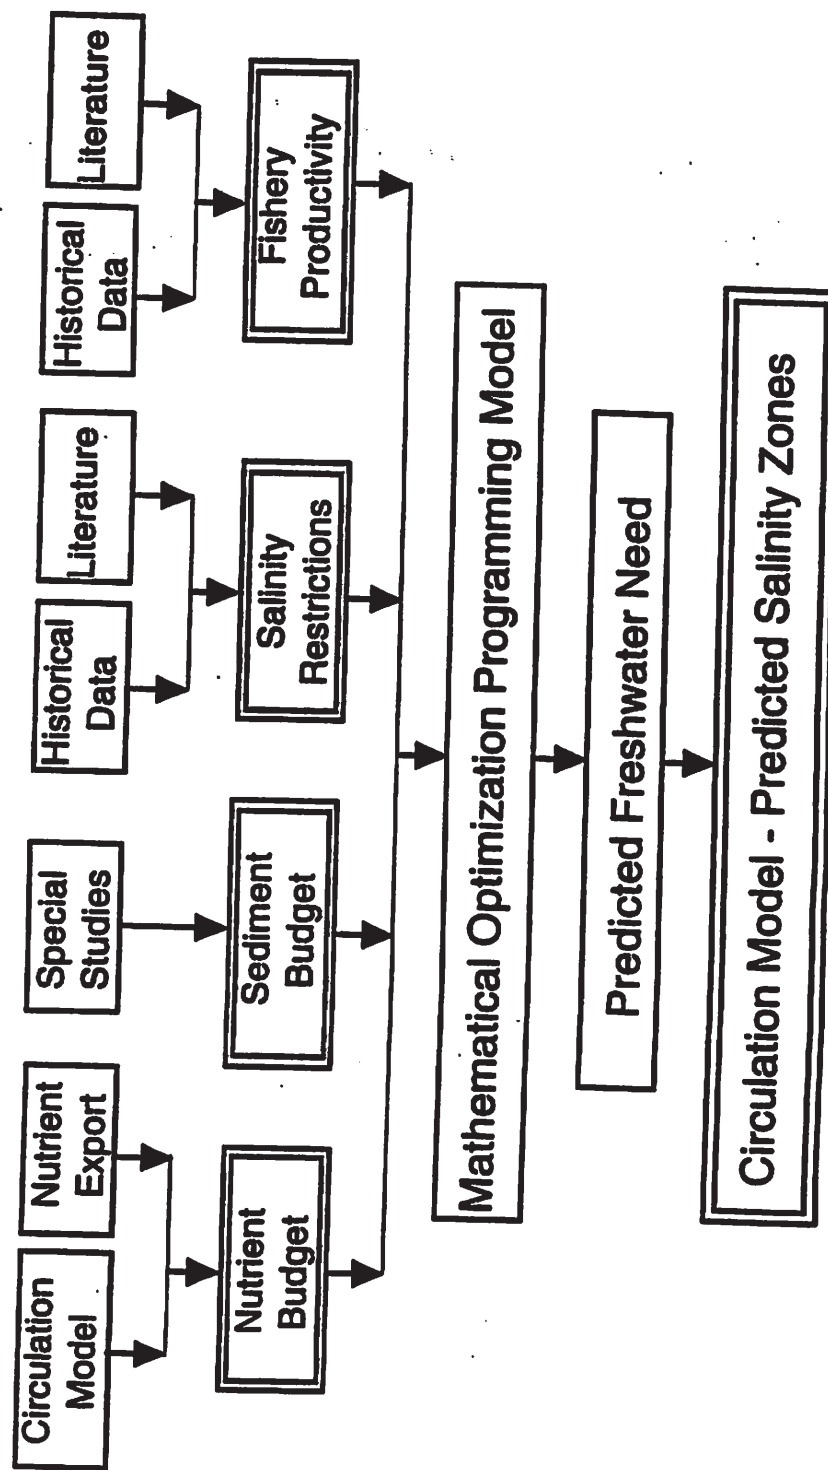 Circulation
Model
Nutrient
Export
Special
Studies
Historical
Data
Literature
Historical
Data
Literature
Nutrient
Budget
Sediment
Budget
Salinity
Restrictions
Fishery
Productivity
Mathematical Optimization Programming Model
Predicted Freshwater Need
Circulation Model - Predicted Salinity Zones